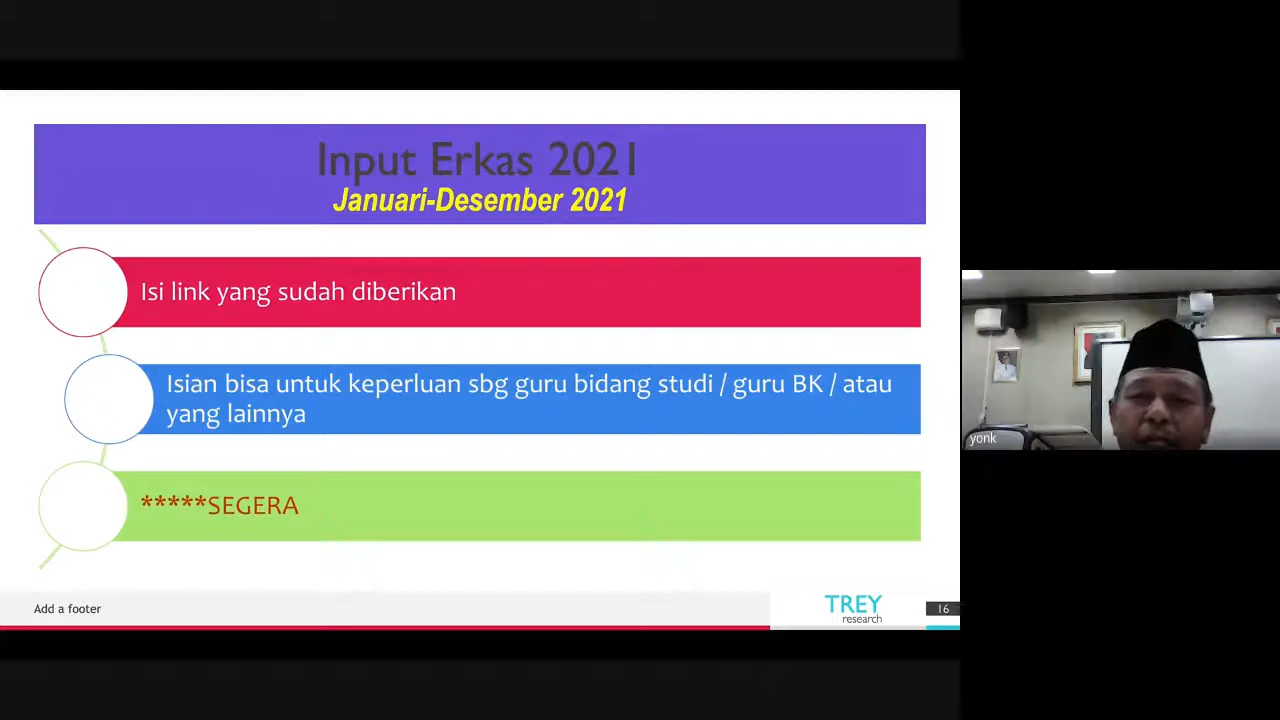 Input Erkas 2021
Januari-Desember 2021
Isi link yang sudah diberikan
Isian bisa untuk keperluan sbg guru bidang studi / guru BK / atau
yang lainnya
*****SEGERA
Add a footer
TREY
research
16
yonk